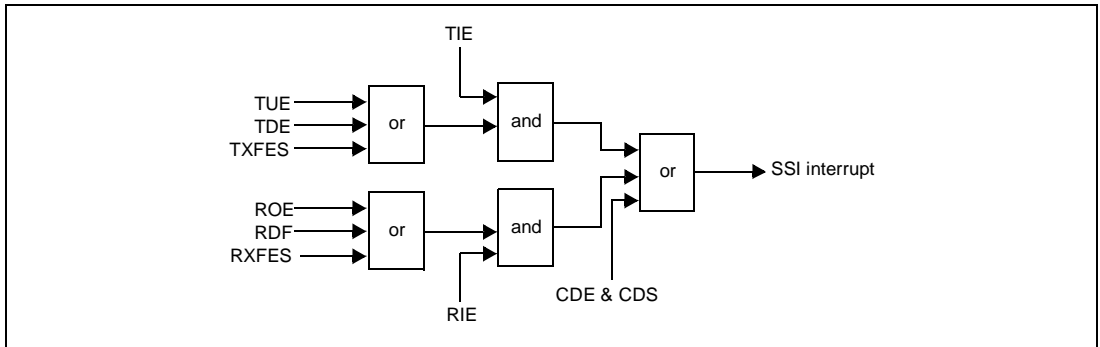 TIE
TUE
TDE
TXFES
or
and
or
SSI interrupt
ROE
RDF
RXFES
or
and
CDE & CDS
RIE